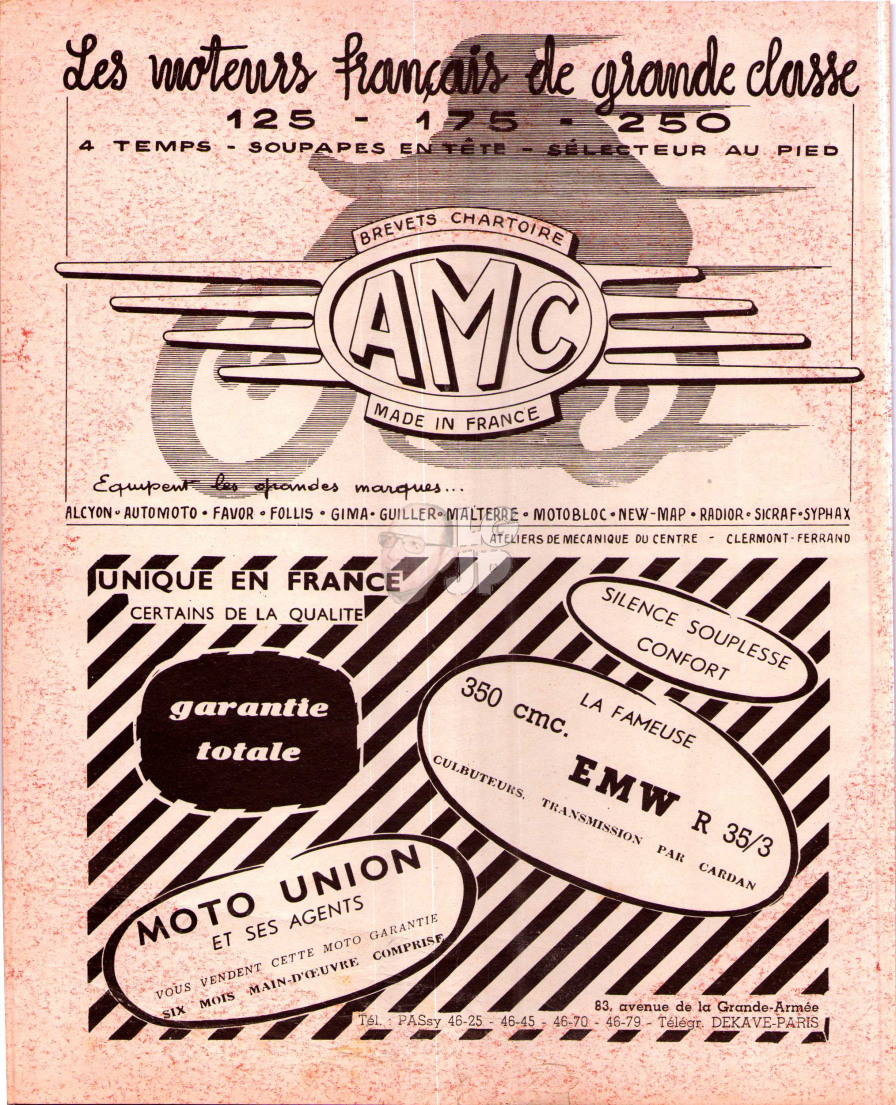 Les moteurs français de grande classe
125 - 175 - 250
4 TEMPS - SOUPAPES EN TÊTE - SÉLECTEUR AU PIED
BREVETS CHARTOIRE
AMC
MADE IN FRANCE
Equipent les grandes marques...
ALCYON • AUTOMOTO • FAVOR • FOLLIS • GIMA • GUILLER • MALTERRE • MOTOBLOC • NEW-MAP • RADIOR • SICRAF • SYPHAX
ATELIERS DE MECANIQUE DU CENTRE - CLERMONT-FERRAND
LCJP
UNIQUE EN FRANCE
CERTAINS DE LA QUALITE
SILENCE SOUPLESSE
CONFORT
garantie
totale
LA FAMEUSE
350 cmc.
EMW R 35/3
CULBUTEURS, TRANSMISSION PAR CARDAN
MOTO UNION
ET SES AGENTS
VOUS VENDENT CETTE MOTO GARANTIE
SIX MOIS MAIN-D'ŒUVRE COMPRISE
83, avenue de la Grande-Armée
Tél. : PASsy 46-25 - 46-45 - 46-70 - 46-79 - Télégr. DEKAVE-PARIS